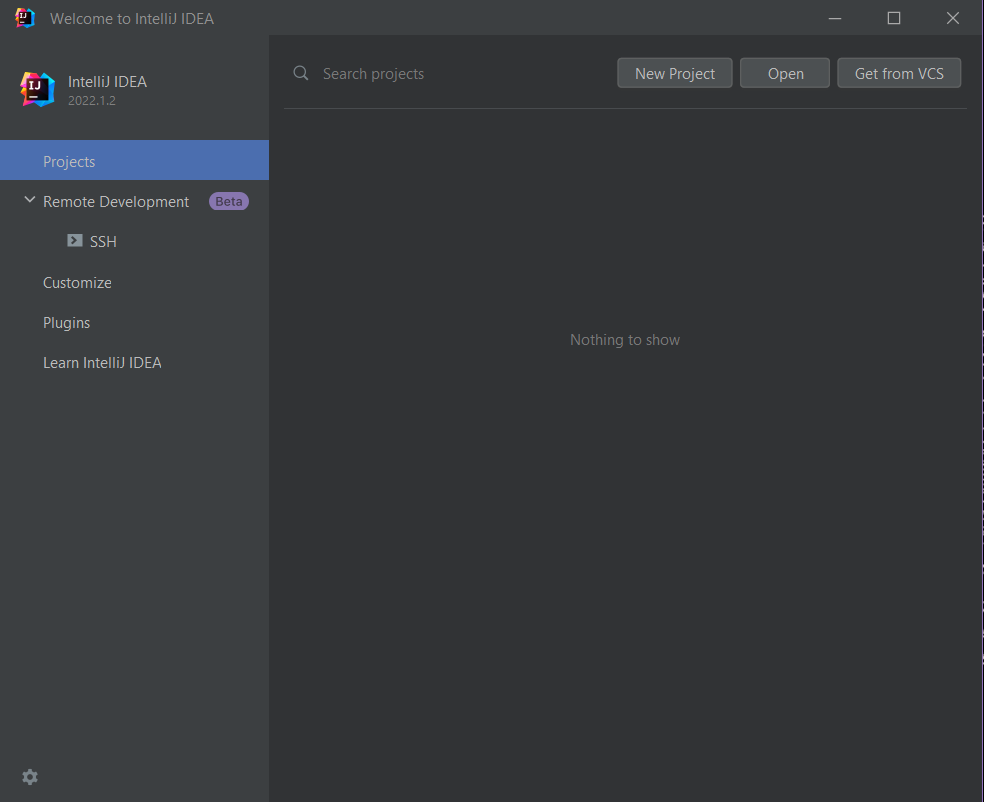 Welcome to IntelliJ IDEA
IJ
IntelliJ IDEA
2022.1.2
Projects
Remote Development Beta
SSH
Customize
Plugins
Learn IntelliJ IDEA
Search projects
New Project
Open
Get from VCS
Nothing to show